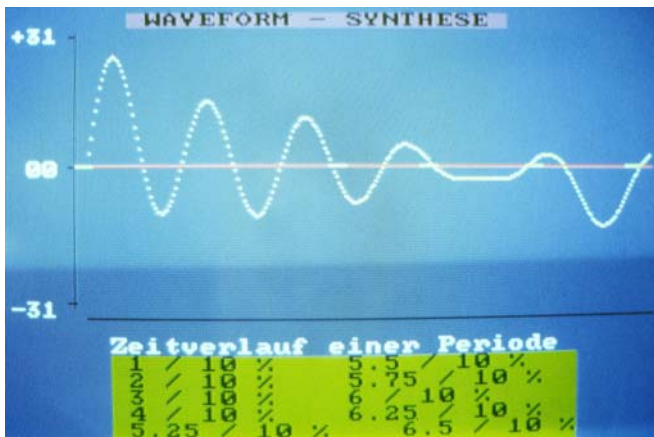 WAVEFORM - SYNTHESE
+31
00
-31
Zeitverlauf einer Periode
1 / 10 % 5.5 / 10 %
2 / 10 % 5.75 / 10 %
3 / 10 % 6 / 10 %
4 / 10 % 6.25 / 10 %
5.25 / 10 % 6.5 / 10 %